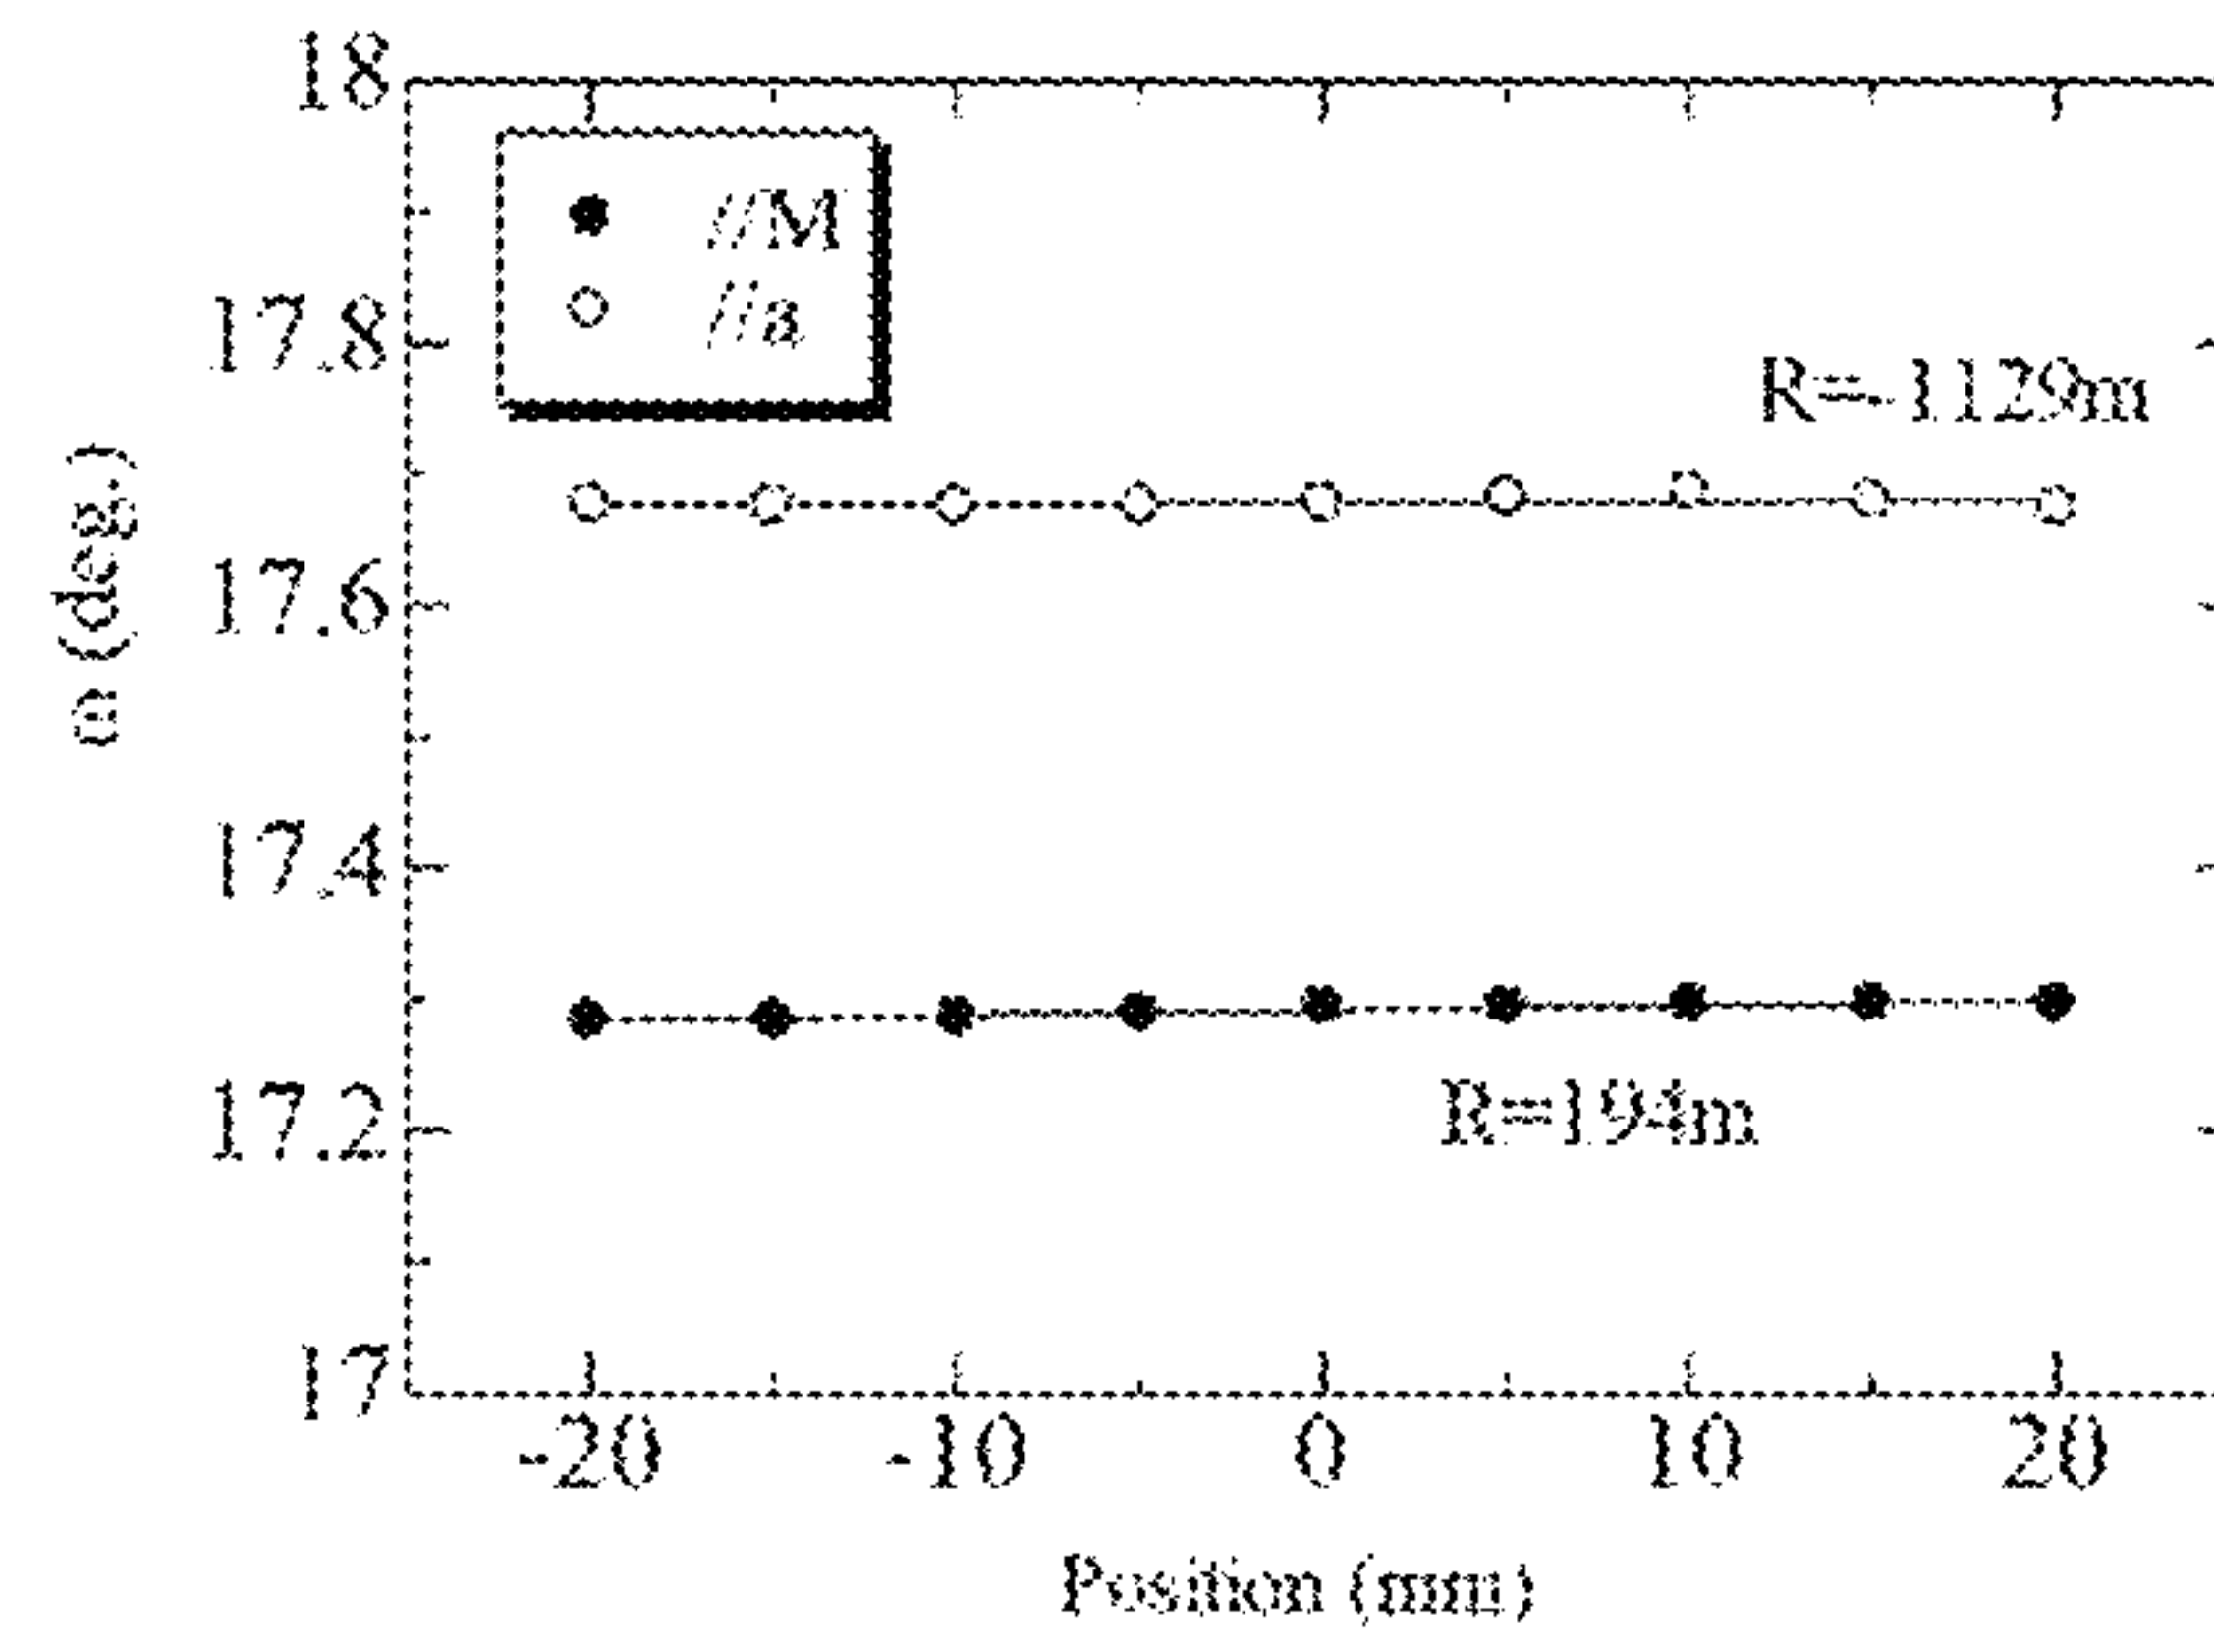 18
//M
//a
17.8
R=-1129m
ω (deg.)
17.6
17.4
17.2
R=194m
17
-20 -10 0 10 20
Position (mm)